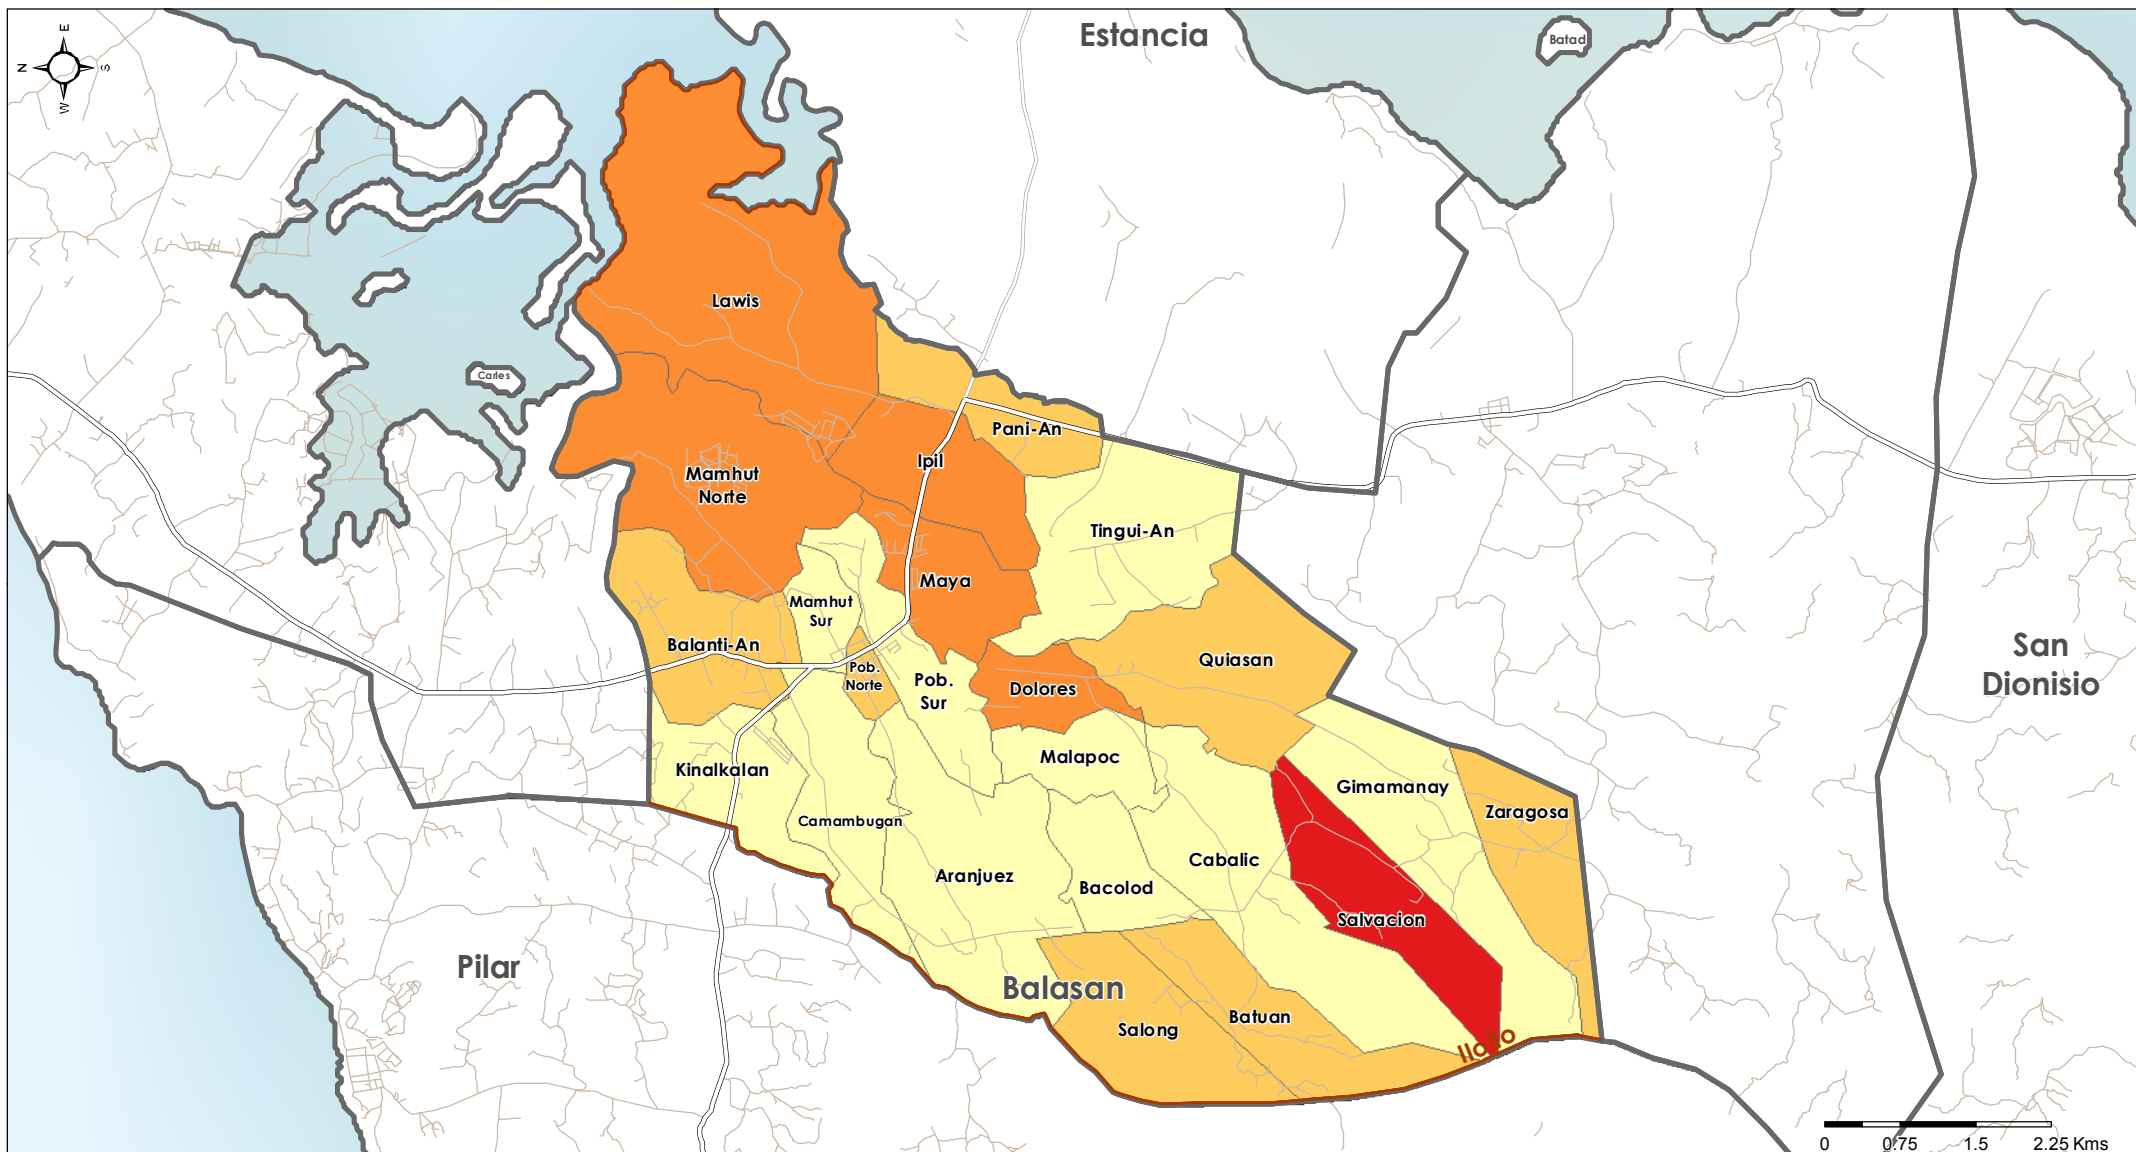 Estancia
Batad
E
N
S
W
Lawis
Carles
Pani-An
Ipil
Mamhut
Norte
Tingui-An
Maya
Mamhut
Sur
Balanti-An
Pob.
Norte
Quiasan
San
Dionisio
Pob.
Sur
Dolores
Malapoc
Kinalkalan
Gimamanay
Zaragosa
Camambugan
Cabalic
Aranjuez
Bacolod
Salvacion
Pilar
Balasan
Salong
Batuan
Iloilo
0 0.75 1.5 2.25 Kms